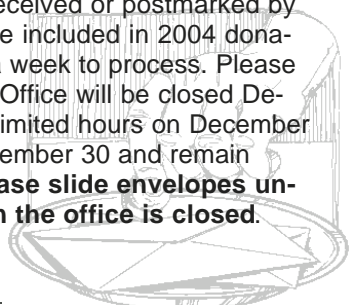 eceived or postmarked by
e included in 2004 dona-
a week to process. Please
Office will be closed De-
limited hours on December
ember 30 and remain
ase slide envelopes un-
n the office is closed.